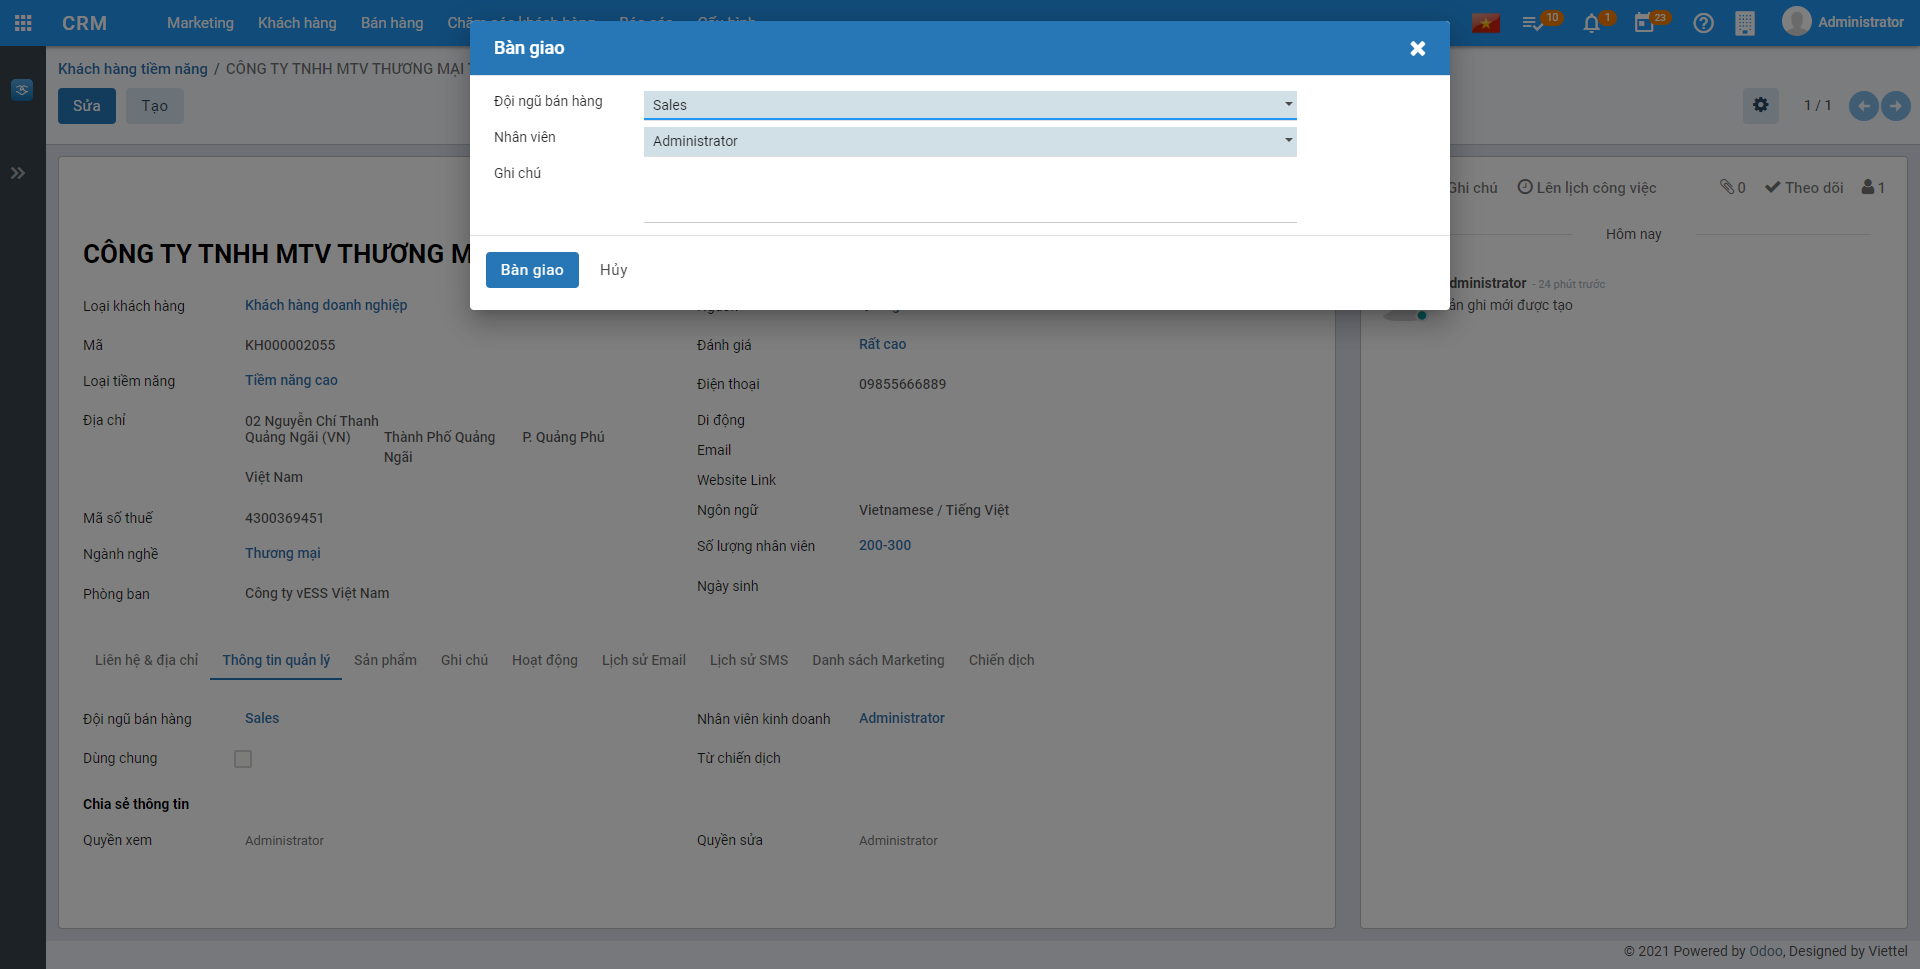 CRM
Marketing
Khách hàng
Bán hàng
10
1
23
Administrator
Khách hàng tiềm năng / CÔNG TY TNHH MTV THƯƠNG MẠI
Sửa
Tạo
1 / 1
Bàn giao
Đội ngũ bán hàng
Sales
Nhân viên
Administrator
Ghi chú
Bàn giao
Hủy
Ghi chú
Lên lịch công việc
0
Theo dõi
1
Hôm nay
Administrator - 24 phút trước
ản ghi mới được tạo
CÔNG TY TNHH MTV THƯƠNG
Loại khách hàng
Khách hàng doanh nghiệp
Mã
KH000002055
Đánh giá
Rất cao
Loại tiềm năng
Tiềm năng cao
Điện thoại
09855666889
Địa chỉ
02 Nguyễn Chí Thanh
Quảng Ngãi (VN)
Thành Phố Quảng Ngãi
P. Quảng Phú
Việt Nam
Di động
Email
Website Link
Mã số thuế
4300369451
Ngôn ngữ
Vietnamese / Tiếng Việt
Ngành nghề
Thương mại
Số lượng nhân viên
200-300
Phòng ban
Công ty vESS Việt Nam
Ngày sinh
Liên hệ & địa chỉ
Thông tin quản lý
Sản phẩm
Ghi chú
Hoạt động
Lịch sử Email
Lịch sử SMS
Danh sách Marketing
Chiến dịch
Đội ngũ bán hàng
Sales
Nhân viên kinh doanh
Administrator
Dùng chung
Từ chiến dịch
Chia sẻ thông tin
Quyền xem
Administrator
Quyền sửa
Administrator
© 2021 Powered by Odoo, Designed by Viettel